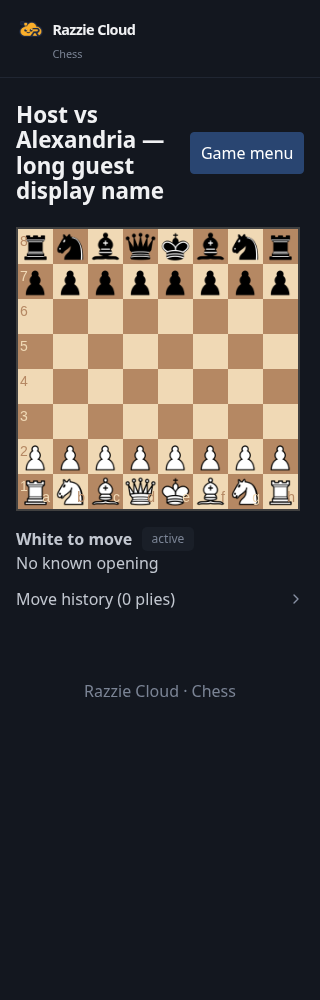 Razzie Cloud
Chess
Host vs
Alexandria —
long guest
display name
Game menu
8
7
6
5
4
3
2
1
a b c d e f g h
White to move active
No known opening
Move history (0 plies)
Razzie Cloud · Chess